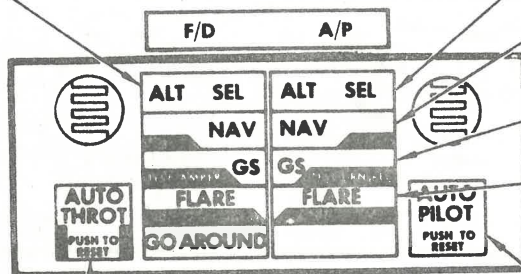 F/D A/P
ALT SEL ALT SEL
NAV NAV
GS GS
AUTO THROT
PUSH TO RESET
FLARE FLARE
GO AROUND
AUTO PILOT
PUSH TO RESET